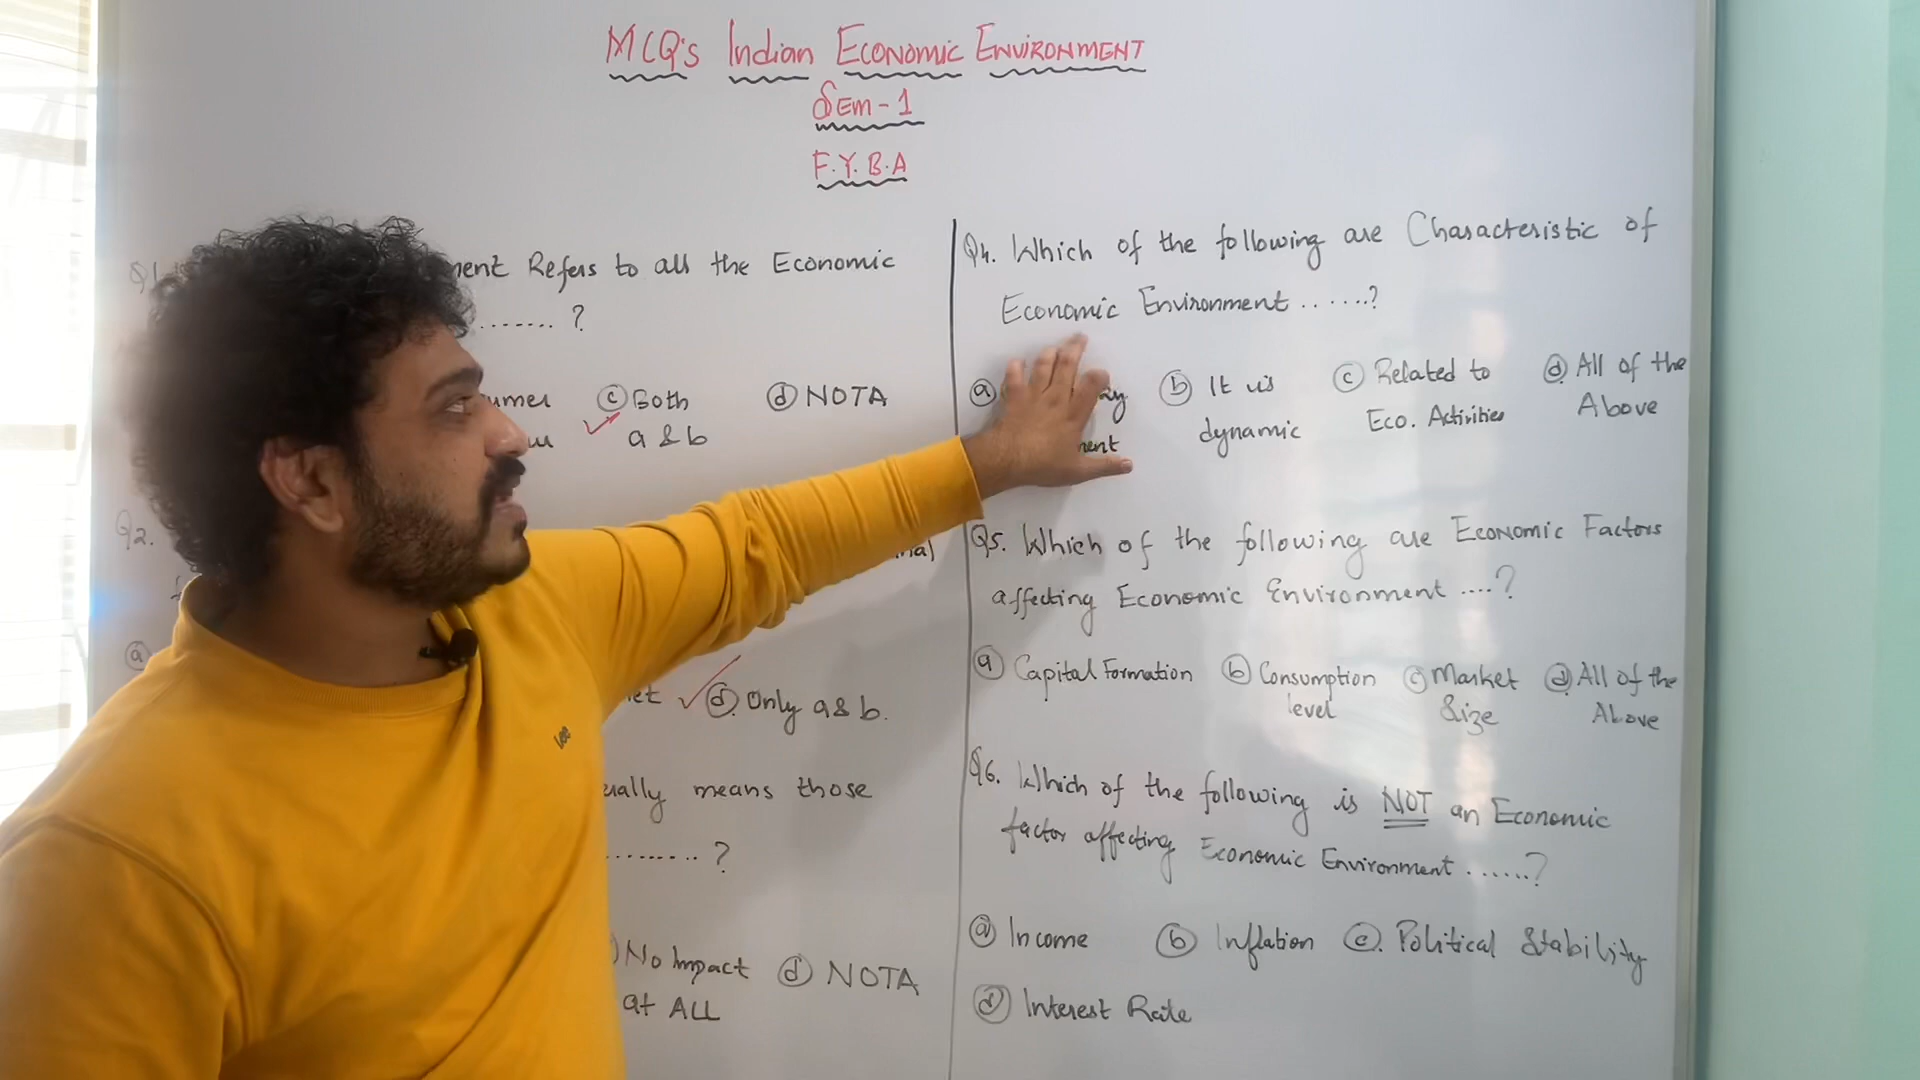 MCQ's Indian Economic Environment
Sem-1
F.Y.B.A
Refers to all the Economic
........ ?
ⓒ Both ⓓ NOTA
a & b
Q2.
ⓐ
ⓓ. Only a & b.
means those
......... ?
No Impact ⓓ NOTA
at ALL
Q4. Which of the following are Characteristic of
Economic Environment ......?
ⓐ ⓑ It is ⓒ Related to ⓓ All of the
dynamic Eco. Activities Above
Q5. Which of the following are Economic Factors
affecting Economic Environment ....?
ⓐ Capital Formation ⓑ Consumption ⓒ Market ⓓ All of the
level Size Above
Q6. Which of the following is NOT an Economic
factor affecting Economic Environment ......?
ⓐ Income ⓑ Inflation ⓒ. Political Stability
ⓓ Interest Rate